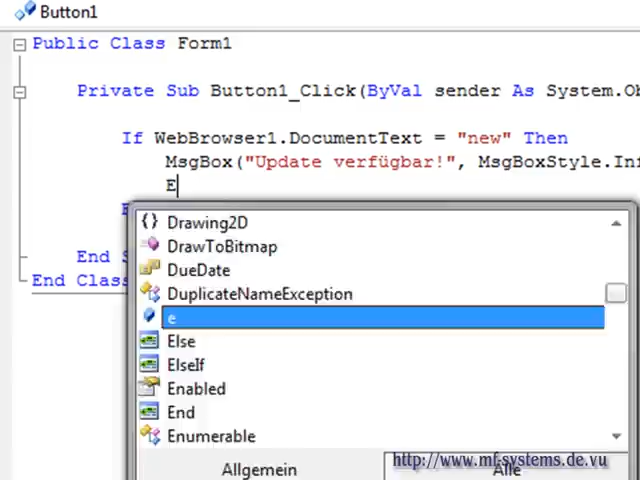 Button1
Public Class Form1
Private Sub Button1_Click(ByVal sender As System.Ob
If WebBrowser1.DocumentText = "new" Then
MsgBox("Update verfügbar!", MsgBoxStyle.Inf
E
E
End S
End Class
Drawing2D
DrawToBitmap
DueDate
DuplicateNameException
e
Else
ElseIf
Enabled
End
Enumerable
Allgemein
Alle
http://www.mf-systems.de.vu